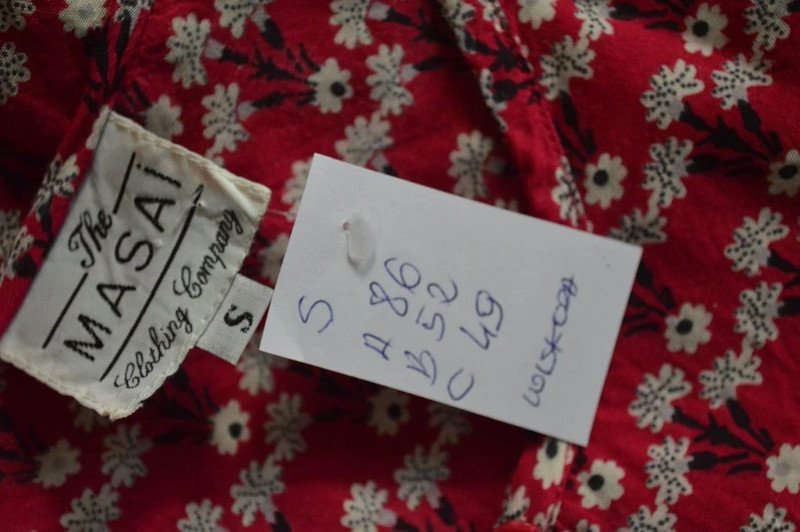 The
MASAI
Clothing Company
S
S
A 86
B 52
C 49